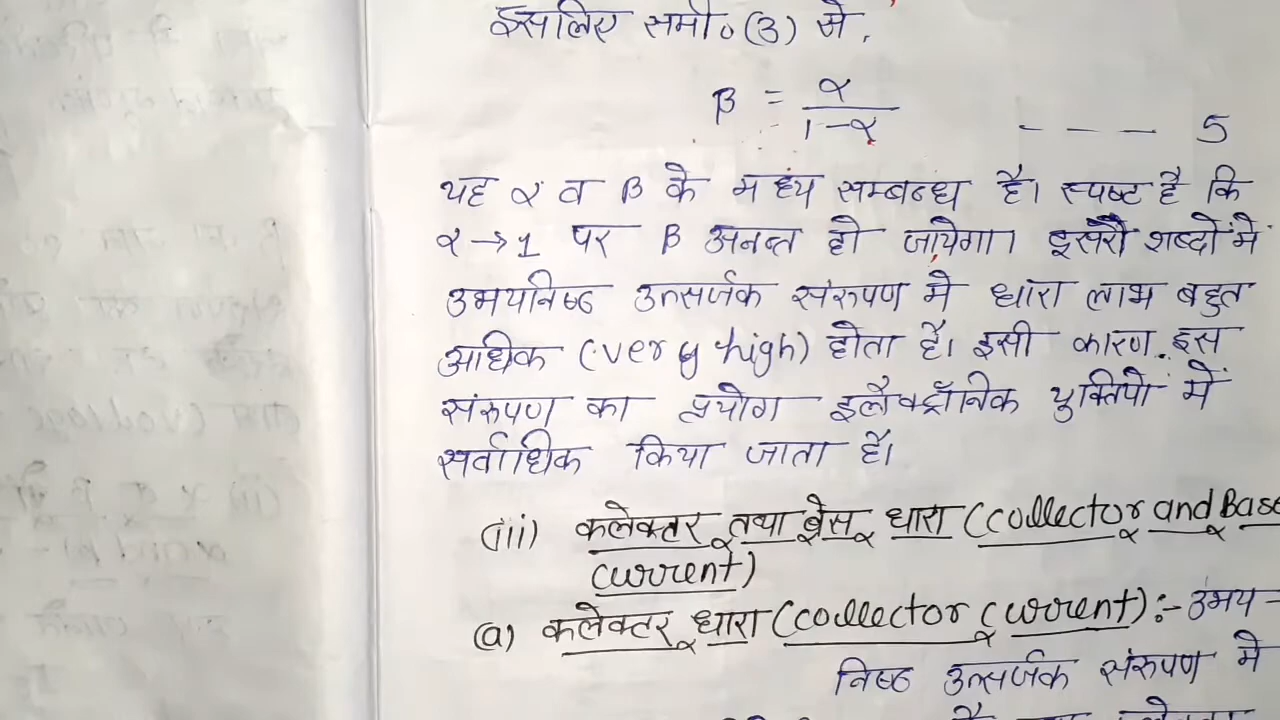 इसलिए समी०(3) से,
β = α / 1-α - - - 5
यह α व β के मध्य सम्बन्ध है। स्पष्ट है कि
α → 1 पर β अनन्त हो जायेगा। इसरौ शब्दों में
उभयनिष्ठ उत्सर्जक संरुपण में धारा लाभ बहुत
अधिक (very high) होता है। इसी कारण इस
संरुपण का प्रयोग इलैक्ट्रॉनिक युक्तियों में
सर्वाधिक किया जाता है।
(iii) कलेक्टर तथा बेस धारा (collector and Base
current)
(a) कलेक्टर धारा (collector current) :- उभय-
निष्ठ उत्सर्जक संरुपण में